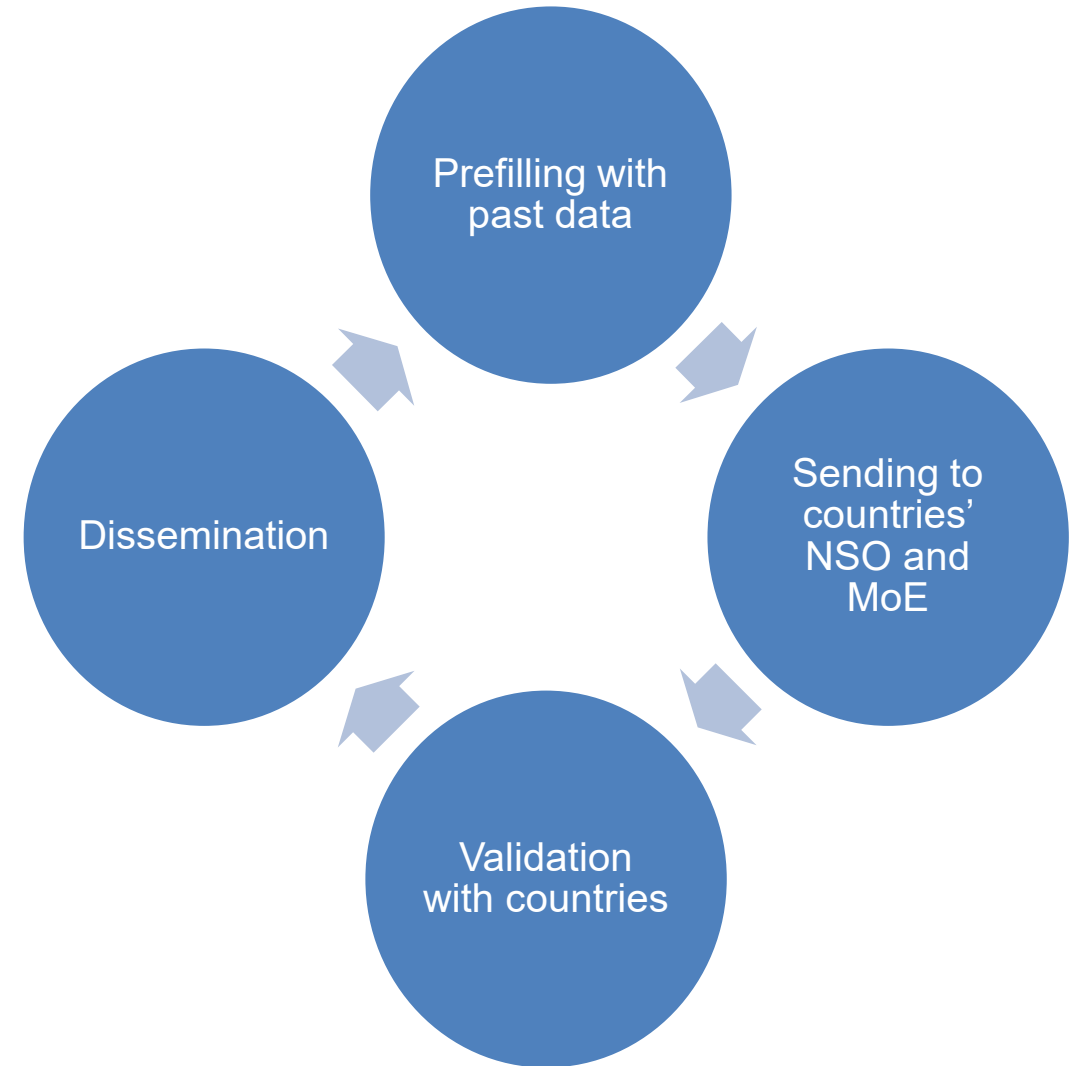 Prefilling with
past data
Sending to
countries’
NSO and
MoE
Validation
with countries
Dissemination